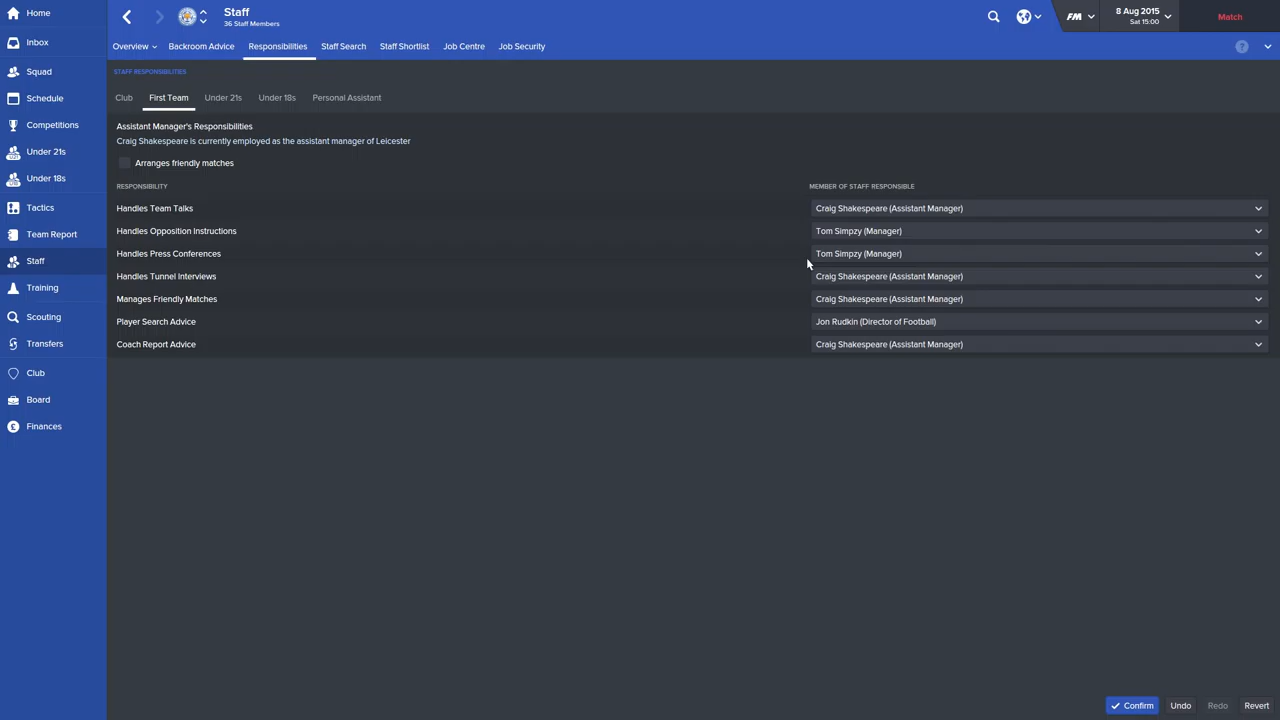 Home
Inbox
Squad
Schedule
Competitions
Under 21s
Under 18s
Tactics
Team Report
Staff
Training
Scouting
Transfers
Club
Board
Finances
Staff
36 Staff Members
FM
8 Aug 2015
Sat 15:00
Match
Overview Backroom Advice Responsibilities Staff Search Staff Shortlist Job Centre Job Security ?
STAFF RESPONSIBILITIES
Club First Team Under 21s Under 18s Personal Assistant
Assistant Manager's Responsibilities
Craig Shakespeare is currently employed as the assistant manager of Leicester
Arranges friendly matches
RESPONSIBILITY MEMBER OF STAFF RESPONSIBLE
Handles Team Talks Craig Shakespeare (Assistant Manager)
Handles Opposition Instructions Tom Simpzy (Manager)
Handles Press Conferences Tom Simpzy (Manager)
Handles Tunnel Interviews Craig Shakespeare (Assistant Manager)
Manages Friendly Matches Craig Shakespeare (Assistant Manager)
Player Search Advice Jon Rudkin (Director of Football)
Coach Report Advice Craig Shakespeare (Assistant Manager)
Confirm Undo Redo Revert